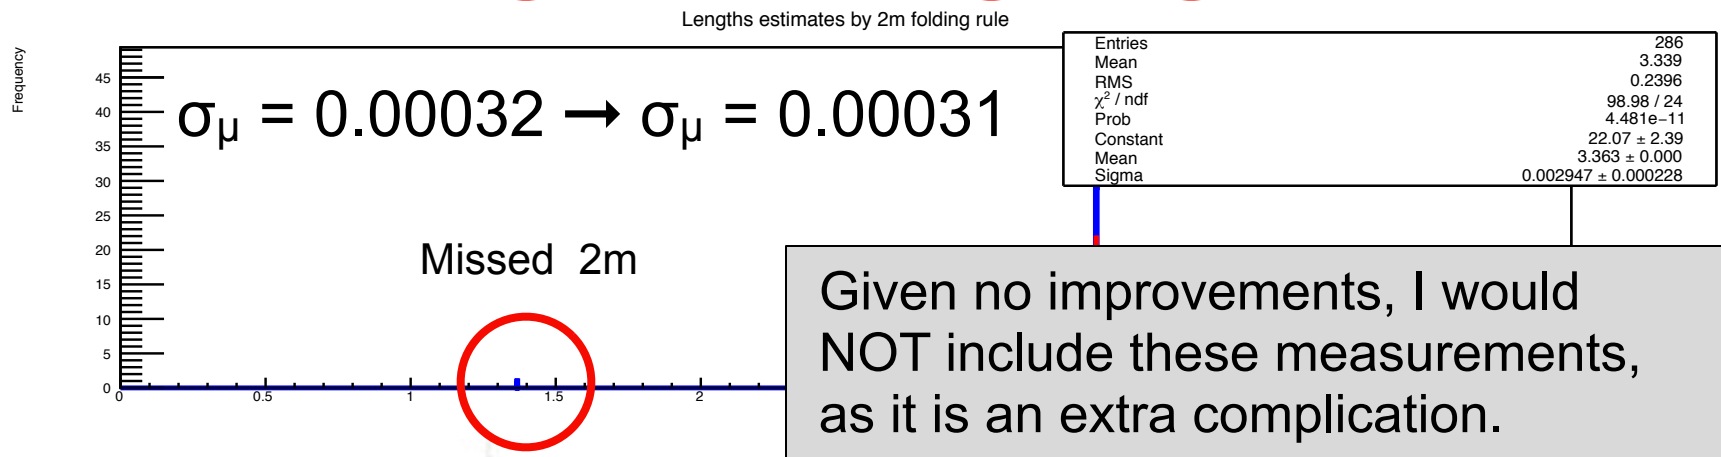 Lengths estimates by 2m folding rule
Frequency
Entries 286
Mean 3.339
RMS 0.2396
χ² / ndf 98.98 / 24
Prob 4.481e−11
Constant 22.07 ± 2.39
Mean 3.363 ± 0.000
Sigma 0.002947 ± 0.000228
σμ = 0.00032 → σμ = 0.00031
45
40
35
30
25
20
15
10
5
0
Missed 2m
0 0.5 1 1.5 2
Given no improvements, I would
NOT include these measurements,
as it is an extra complication.